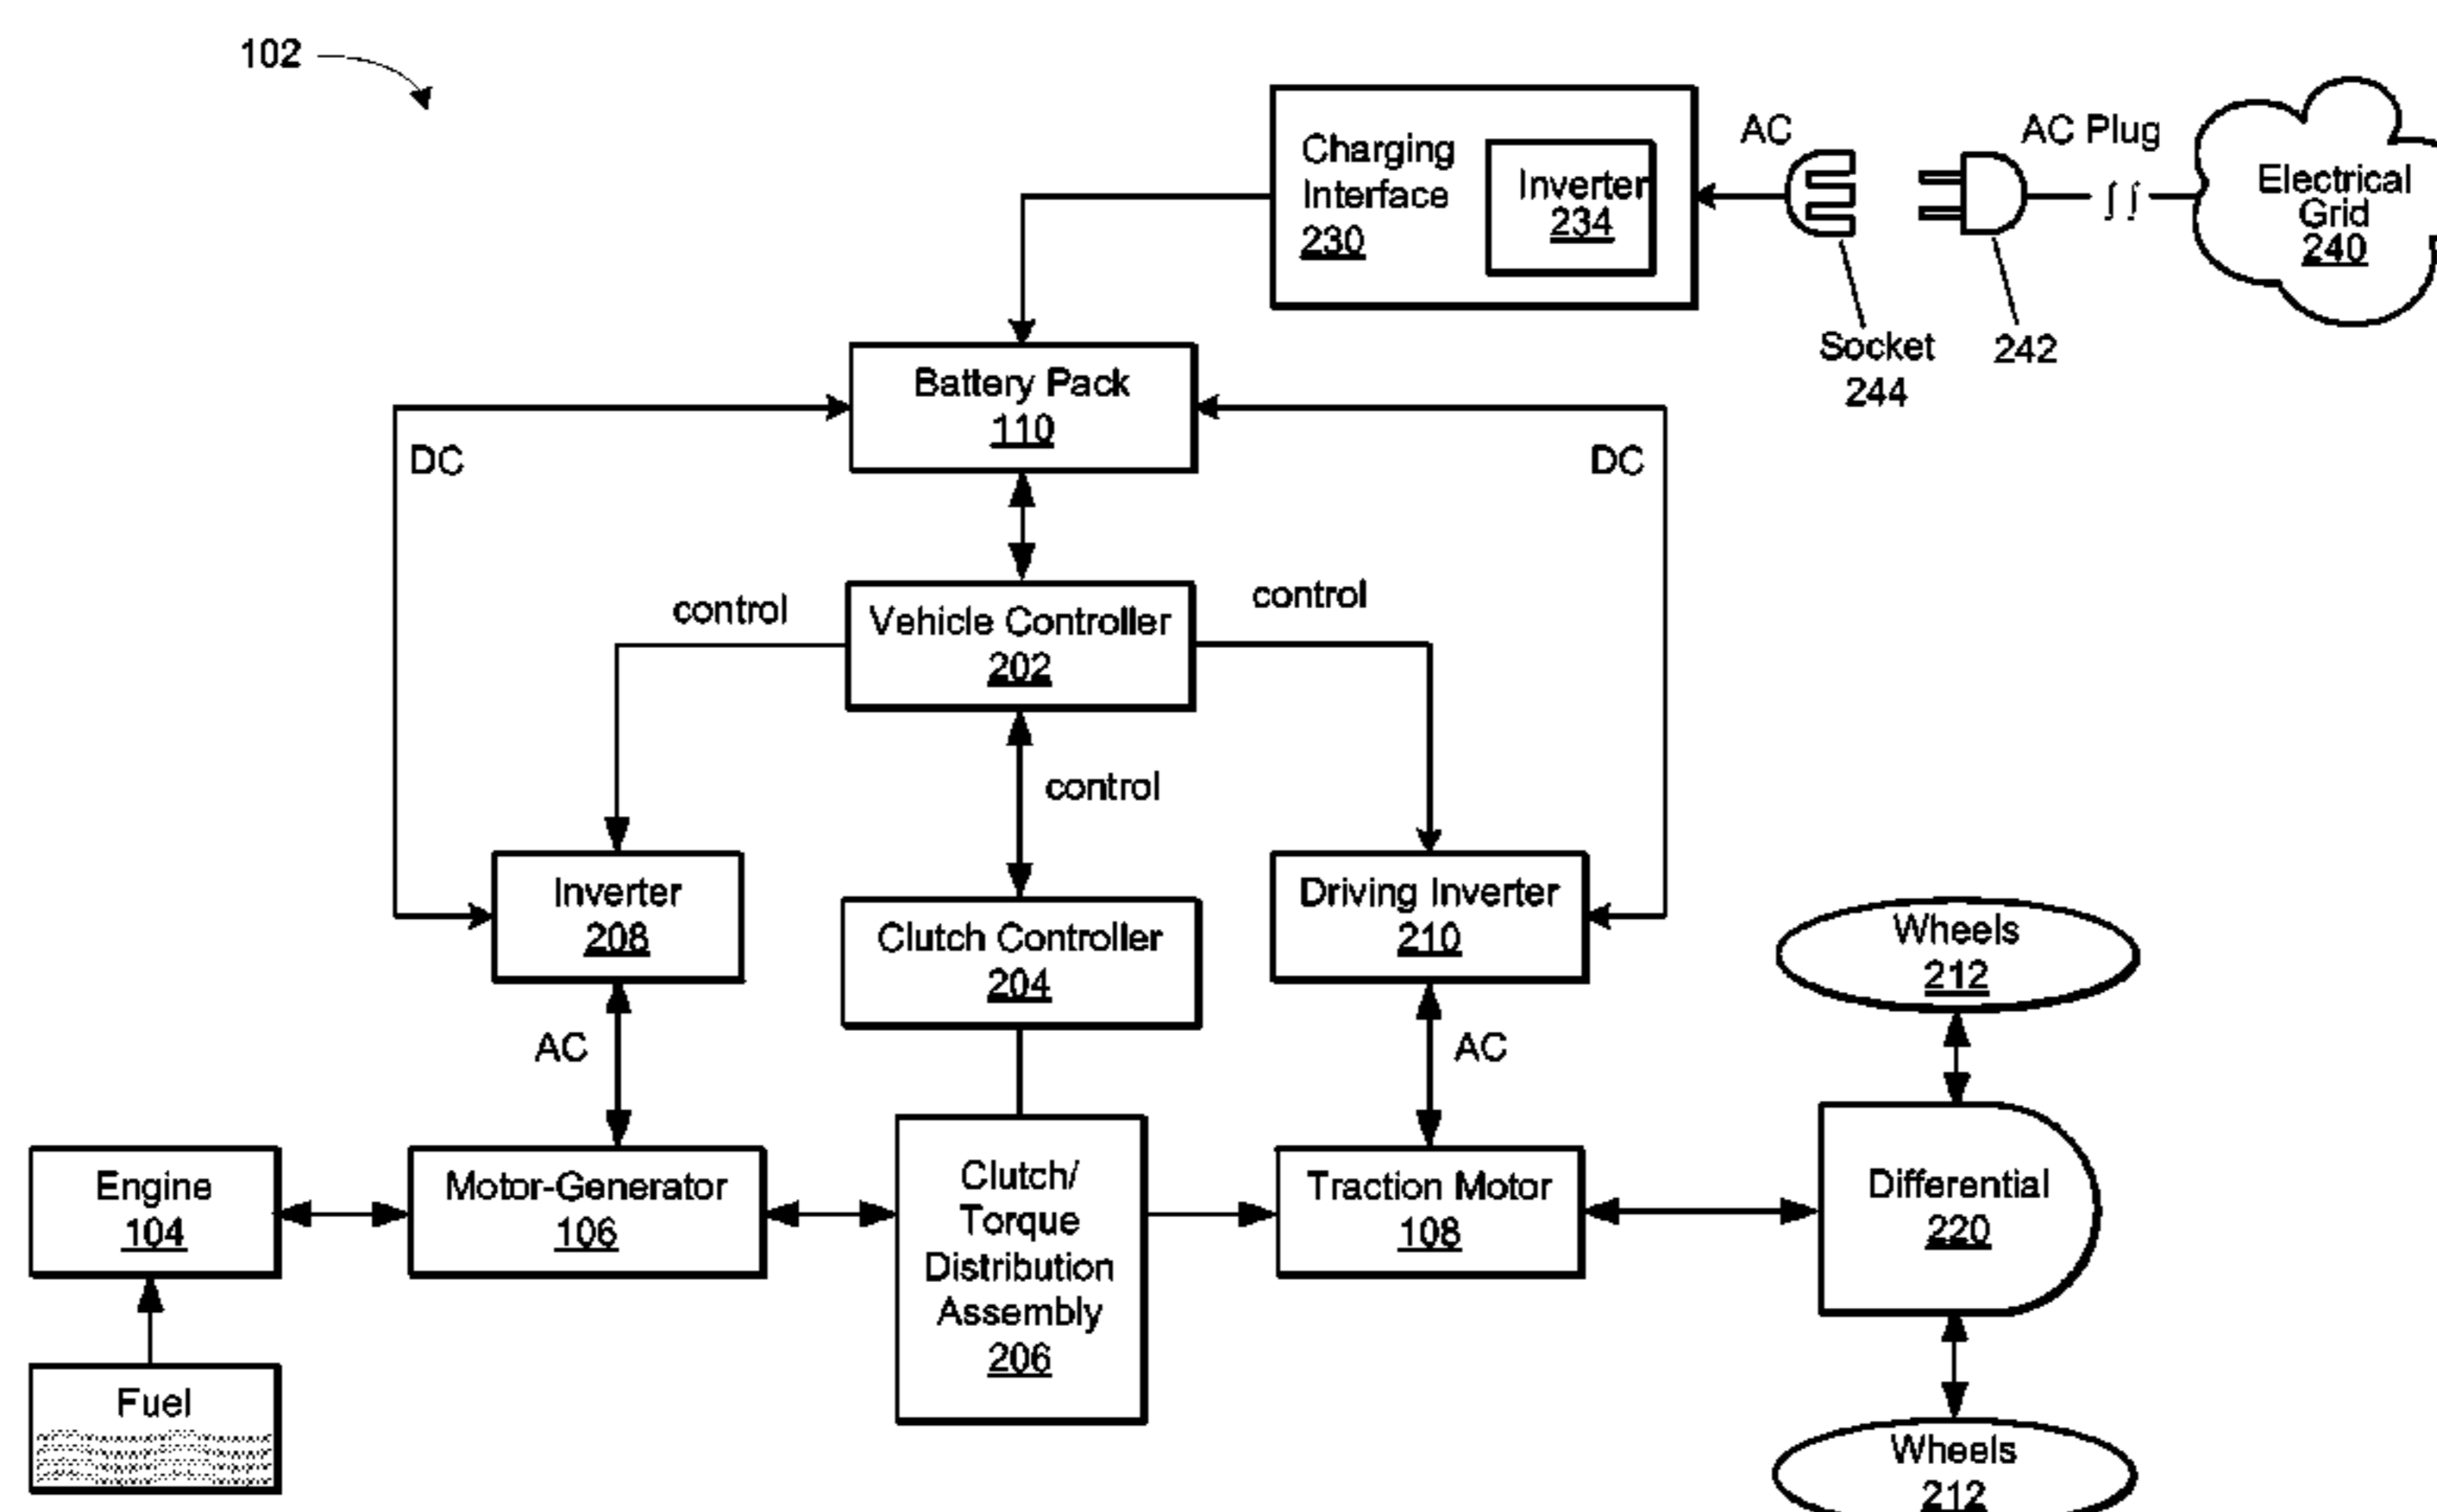 102
Charging
Interface
230
Inverter
234
AC
AC Plug
Electrical
Grid
240
Socket
244
242
Battery Pack
110
DC
DC
control
Vehicle Controller
202
control
control
Inverter
208
Clutch Controller
204
Driving Inverter
210
Wheels
212
AC
AC
Engine
104
Motor-Generator
106
Clutch/
Torque
Distribution
Assembly
206
Traction Motor
108
Differential
220
Fuel
Wheels
212